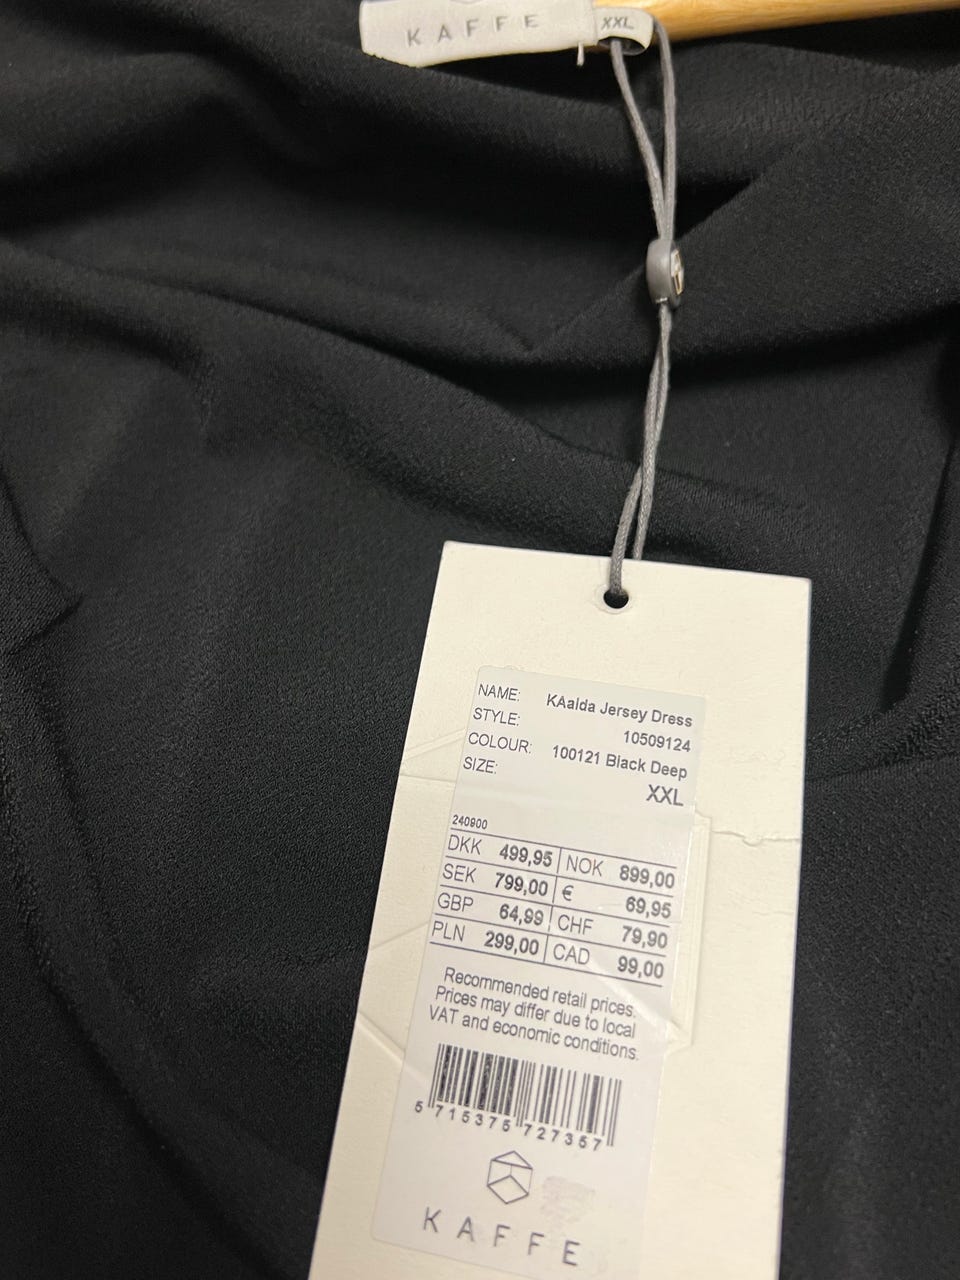 KAFFE
XXL
NAME: KAaida Jersey Dress
STYLE: 10509124
COLOUR: 100121 Black Deep
SIZE: XXL
240900
DKK 499,95 NOK 899,00
SEK 799,00 € 69,95
GBP 64,99 CHF 79,90
PLN 299,00 CAD 99,00
Recommended retail prices.
Prices may differ due to local
VAT and economic conditions.
5 715375 727357
KAFFE